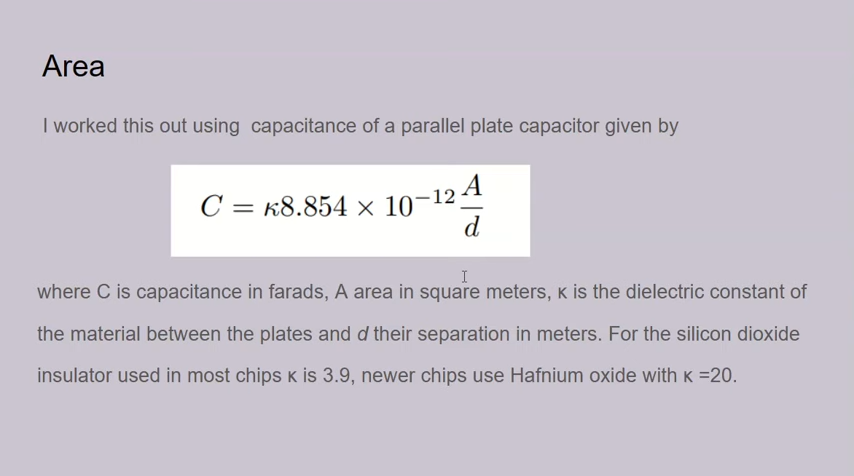 Area
I worked this out using  capacitance of a parallel plate capacitor given by
C = κ8.854 × 10⁻¹² A/d
where C is capacitance in farads, A area in square meters, κ is the dielectric constant of
the material between the plates and d their separation in meters. For the silicon dioxide
insulator used in most chips κ is 3.9, newer chips use Hafnium oxide with κ =20.